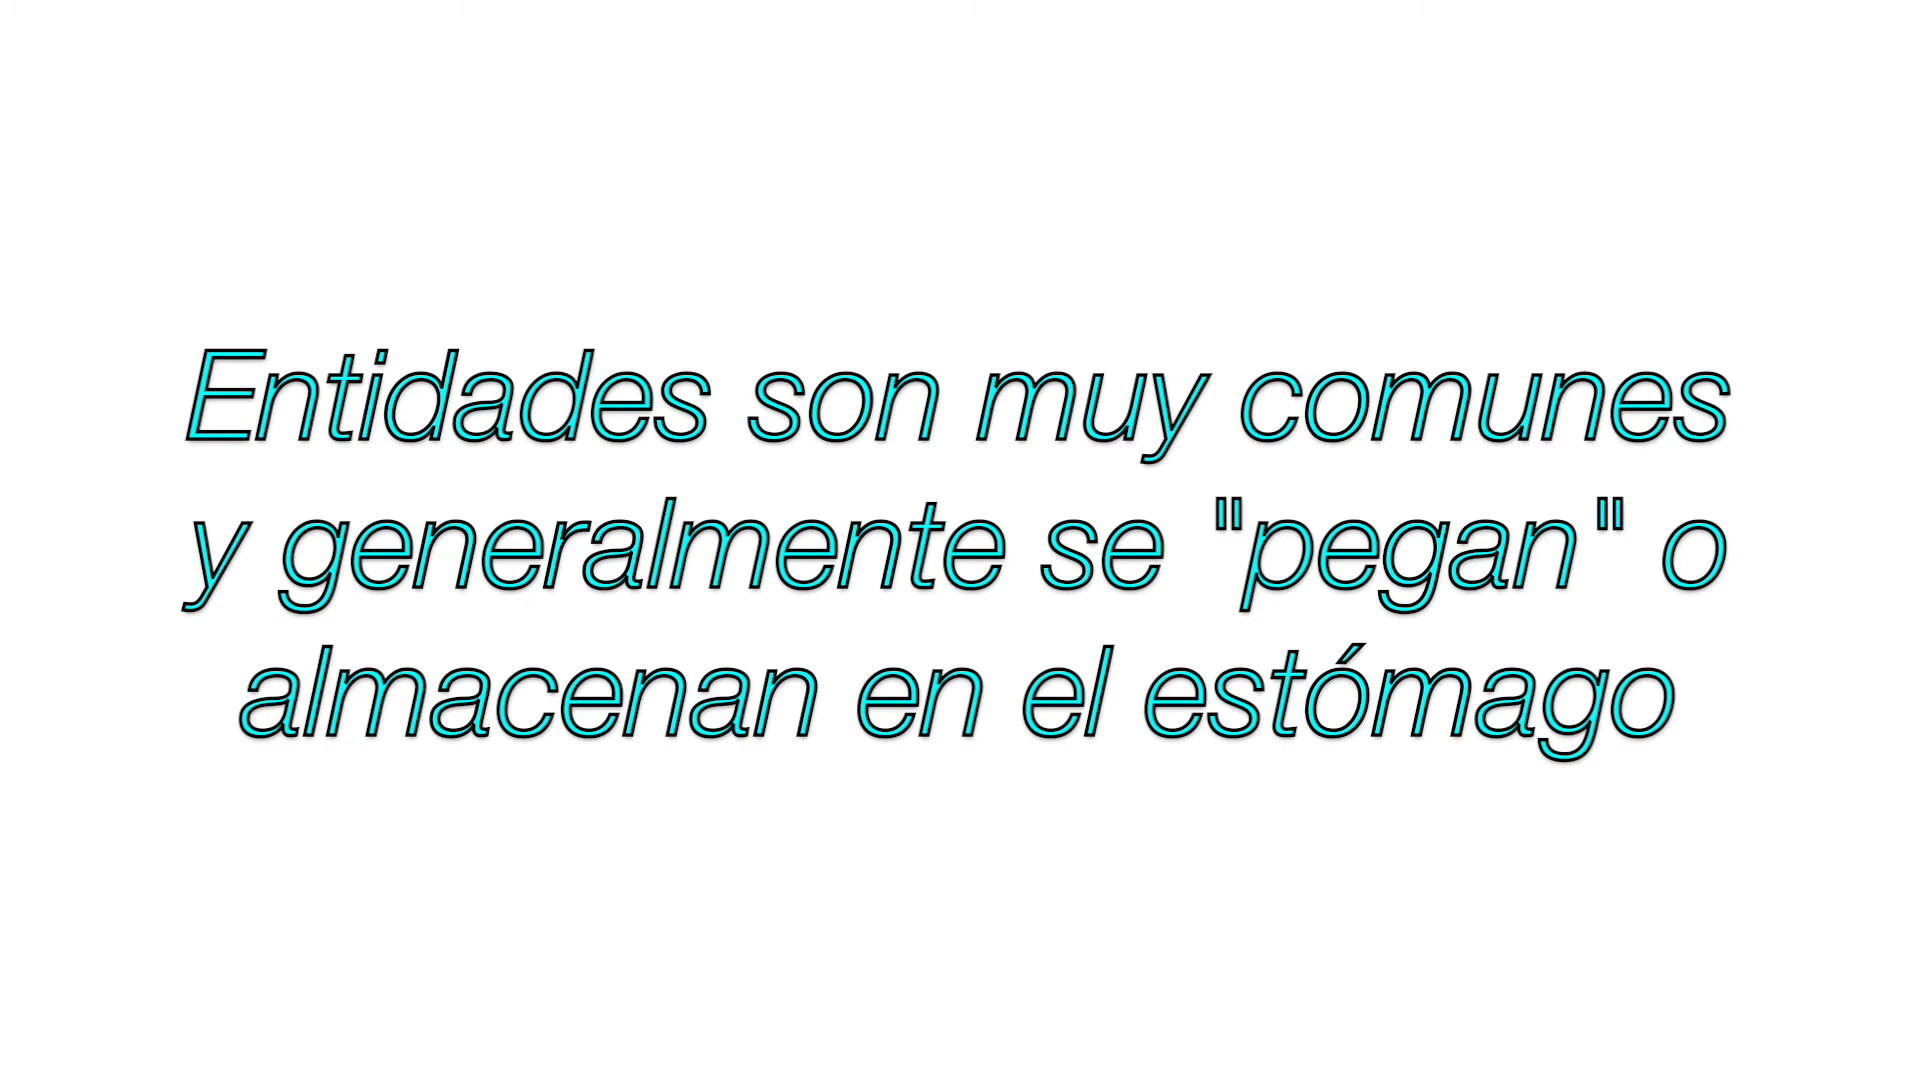 Entidades son muy comunes
y generalmente se "pegan" o
almacenan en el estómago